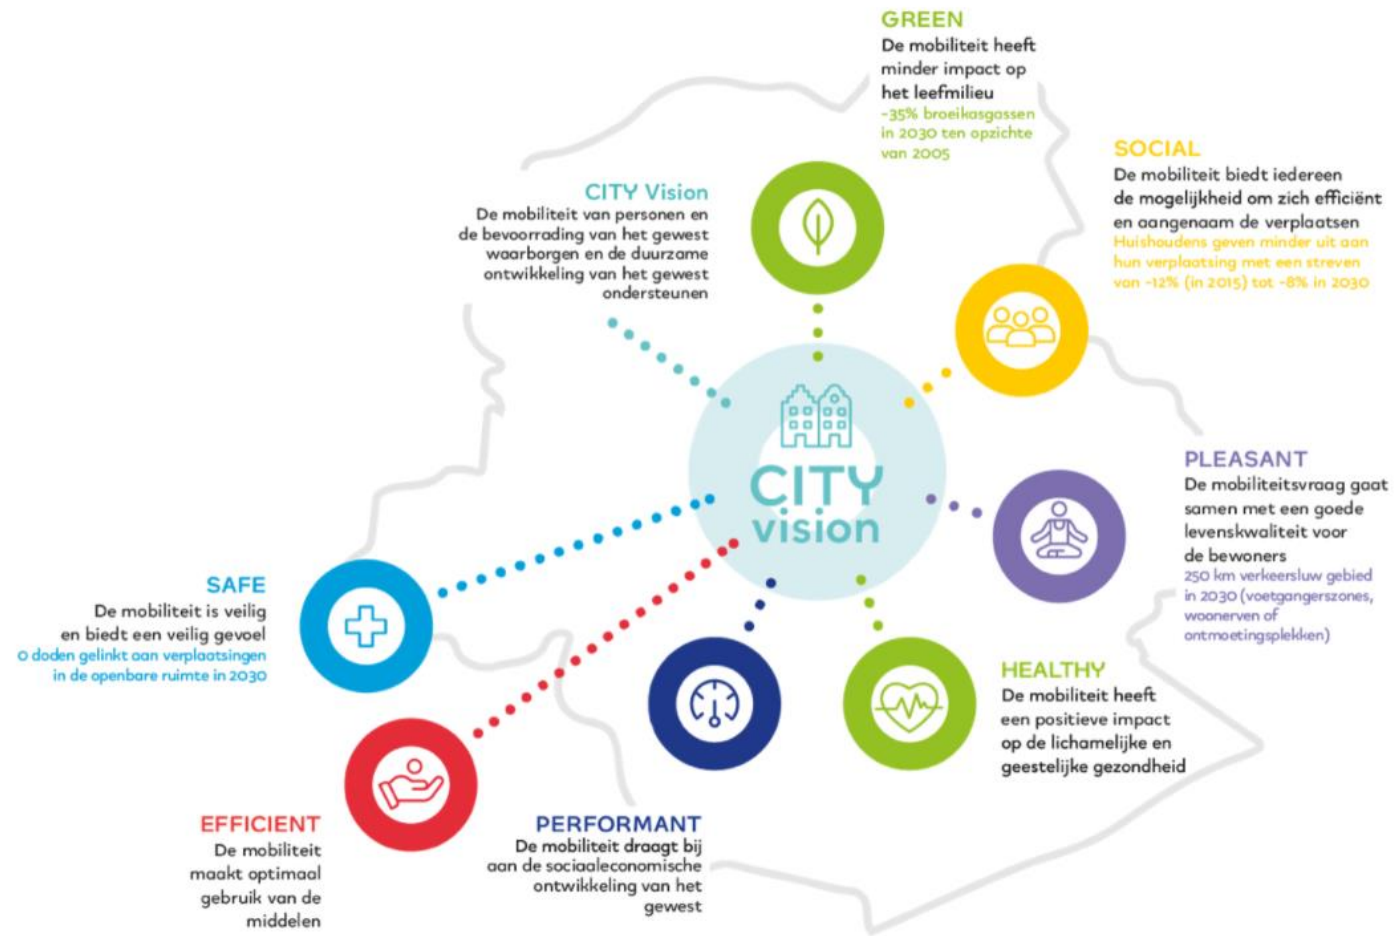 GREEN
De mobiliteit heeft
minder impact op
het leefmilieu
-35% broeikasgassen
in 2030 ten opzichte
van 2005
SOCIAL
De mobiliteit biedt iedereen
de mogelijkheid om zich efficiënt
en aangenaam de verplaatsen
Huishoudens geven minder uit aan
hun verplaatsing met een streven
van -12% (in 2015) tot -8% in 2030
CITY Vision
De mobiliteit van personen en
de bevoorrading van het gewest
waarborgen en de duurzame
ontwikkeling van het gewest
ondersteunen
CITY
vision
PLEASANT
De mobiliteitsvraag gaat
samen met een goede
levenskwaliteit voor
de bewoners
250 km verkeersluw gebied
in 2030 (voetgangerszones,
woonerven of
ontmoetingsplekken)
SAFE
De mobiliteit is veilig
en biedt een veilig gevoel
0 doden gelinkt aan verplaatsingen
in de openbare ruimte in 2030
HEALTHY
De mobiliteit heeft
een positieve impact
op de lichamelijke en
geestelijke gezondheid
EFFICIENT
De mobiliteit
maakt optimaal
gebruik van de
middelen
PERFORMANT
De mobiliteit draagt bij
aan de sociaaleconomische
ontwikkeling van het
gewest